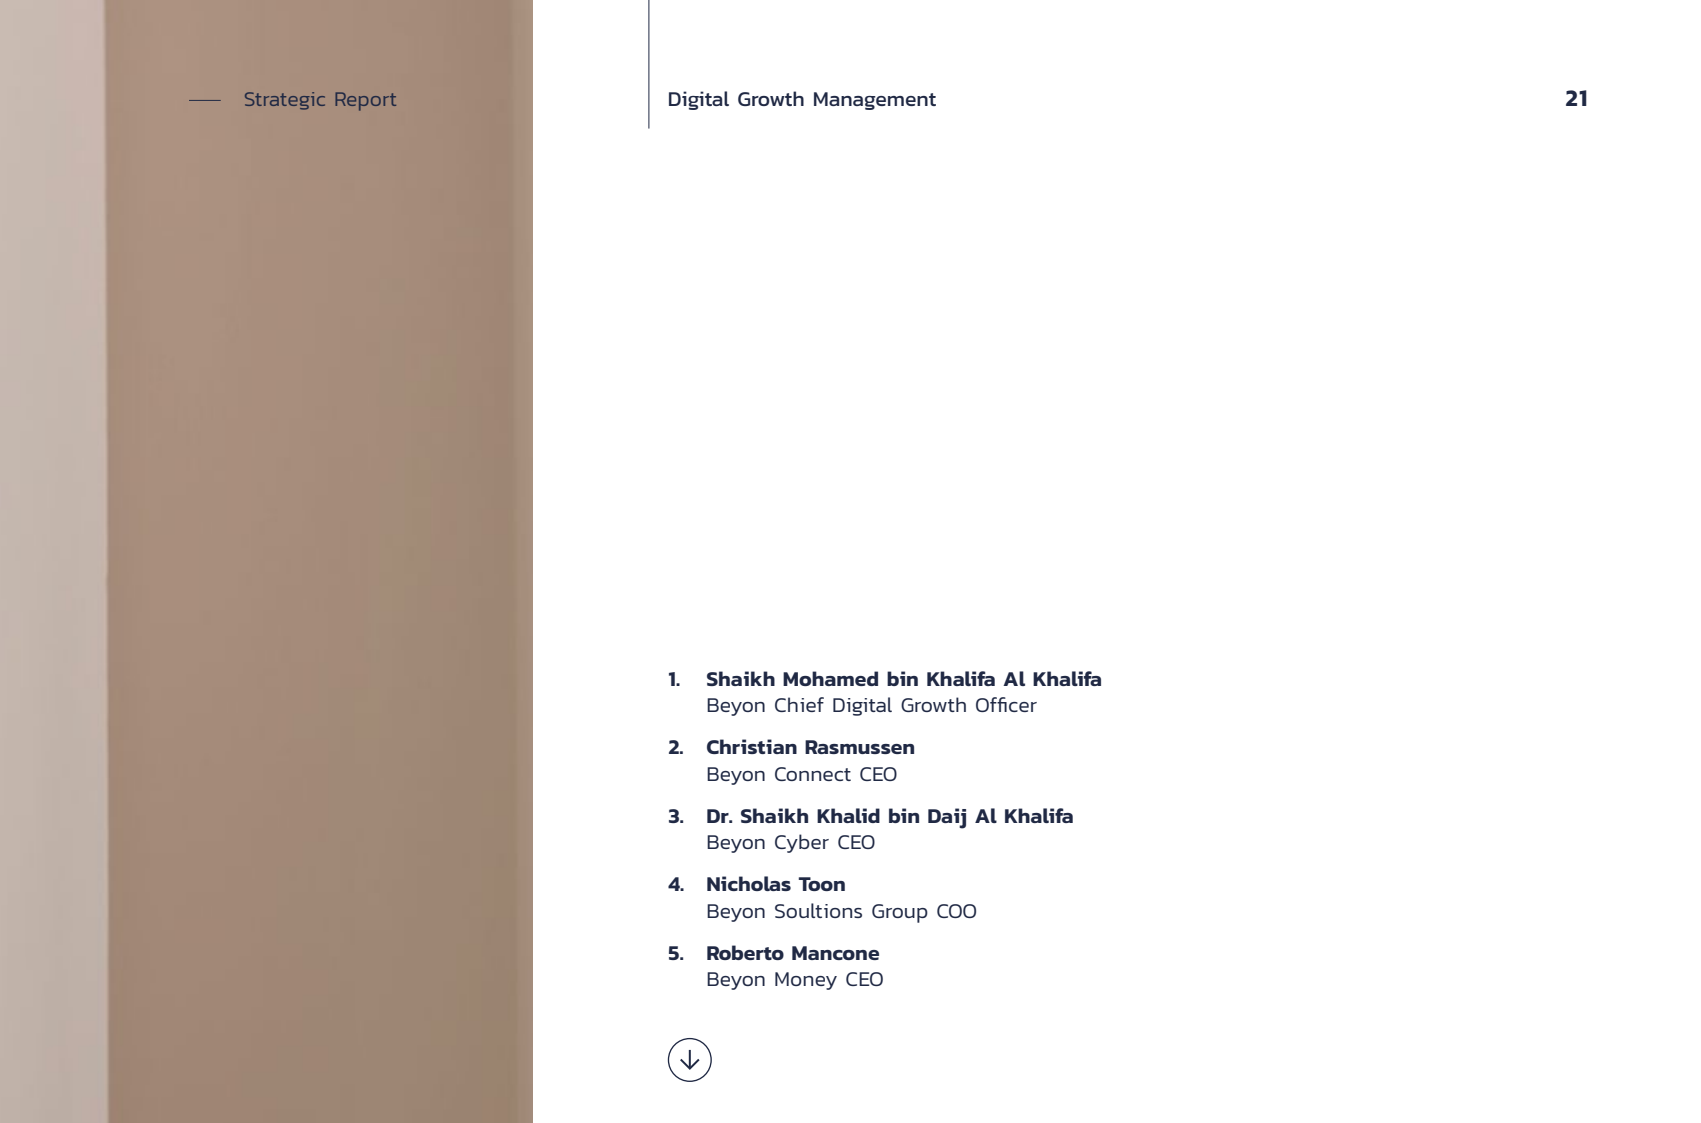 Strategic Report
Digital Growth Management
21
1. Shaikh Mohamed bin Khalifa Al Khalifa
Beyon Chief Digital Growth Officer
2. Christian Rasmussen
Beyon Connect CEO
3. Dr. Shaikh Khalid bin Daij Al Khalifa
Beyon Cyber CEO
4. Nicholas Toon
Beyon Soultions Group COO
5. Roberto Mancone
Beyon Money CEO